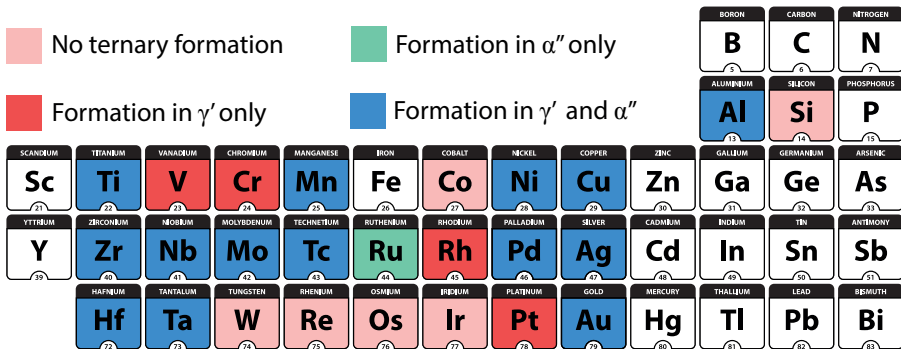 No ternary formation
Formation in α″ only
Formation in γ′ only
Formation in γ′ and α″
BORON CARBON NITROGEN
B C N
5 6 7
ALUMINIUM SILICON PHOSPHORUS
Al Si P
13 14 15
SCANDIUM TITANIUM VANADIUM CHROMIUM MANGANESE IRON COBALT NICKEL COPPER ZINC GALLIUM GERMANIUM ARSENIC
Sc Ti V Cr Mn Fe Co Ni Cu Zn Ga Ge As
21 22 23 24 25 26 27 28 29 30 31 32 33
YTTRIUM ZIRCONIUM NIOBIUM MOLYBDENUM TECHNETIUM RUTHENIUM RHODIUM PALLADIUM SILVER CADMIUM INDIUM TIN ANTIMONY
Y Zr Nb Mo Tc Ru Rh Pd Ag Cd In Sn Sb
39 40 41 42 43 44 45 46 47 48 49 50 51
HAFNIUM TANTALUM TUNGSTEN RHENIUM OSMIUM IRIDIUM PLATINUM GOLD MERCURY THALLIUM LEAD BISMUTH
Hf Ta W Re Os Ir Pt Au Hg Tl Pb Bi
72 73 74 75 76 77 78 79 80 81 82 83